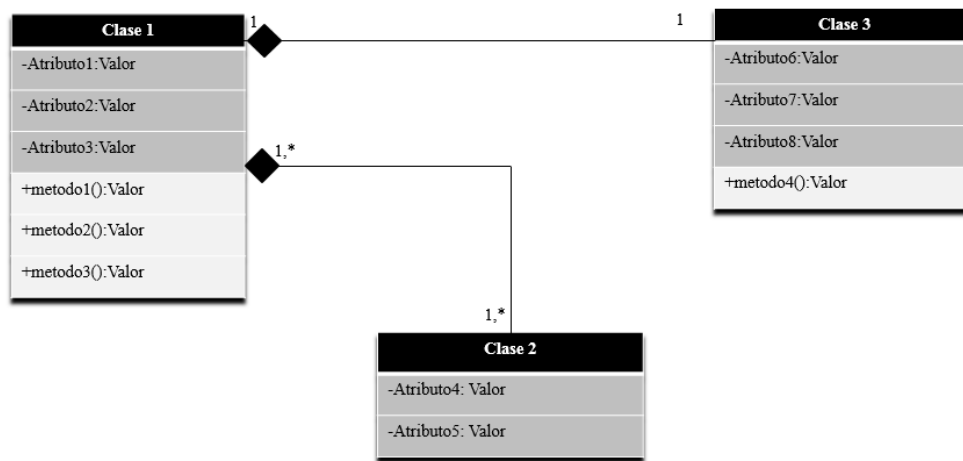 Clase 1
-Atributo1:Valor
-Atributo2:Valor
-Atributo3:Valor
+metodo1():Valor
+metodo2():Valor
+metodo3():Valor
1
1
Clase 3
-Atributo6:Valor
-Atributo7:Valor
-Atributo8:Valor
+metodo4():Valor
1,*
1,*
Clase 2
-Atributo4: Valor
-Atributo5: Valor